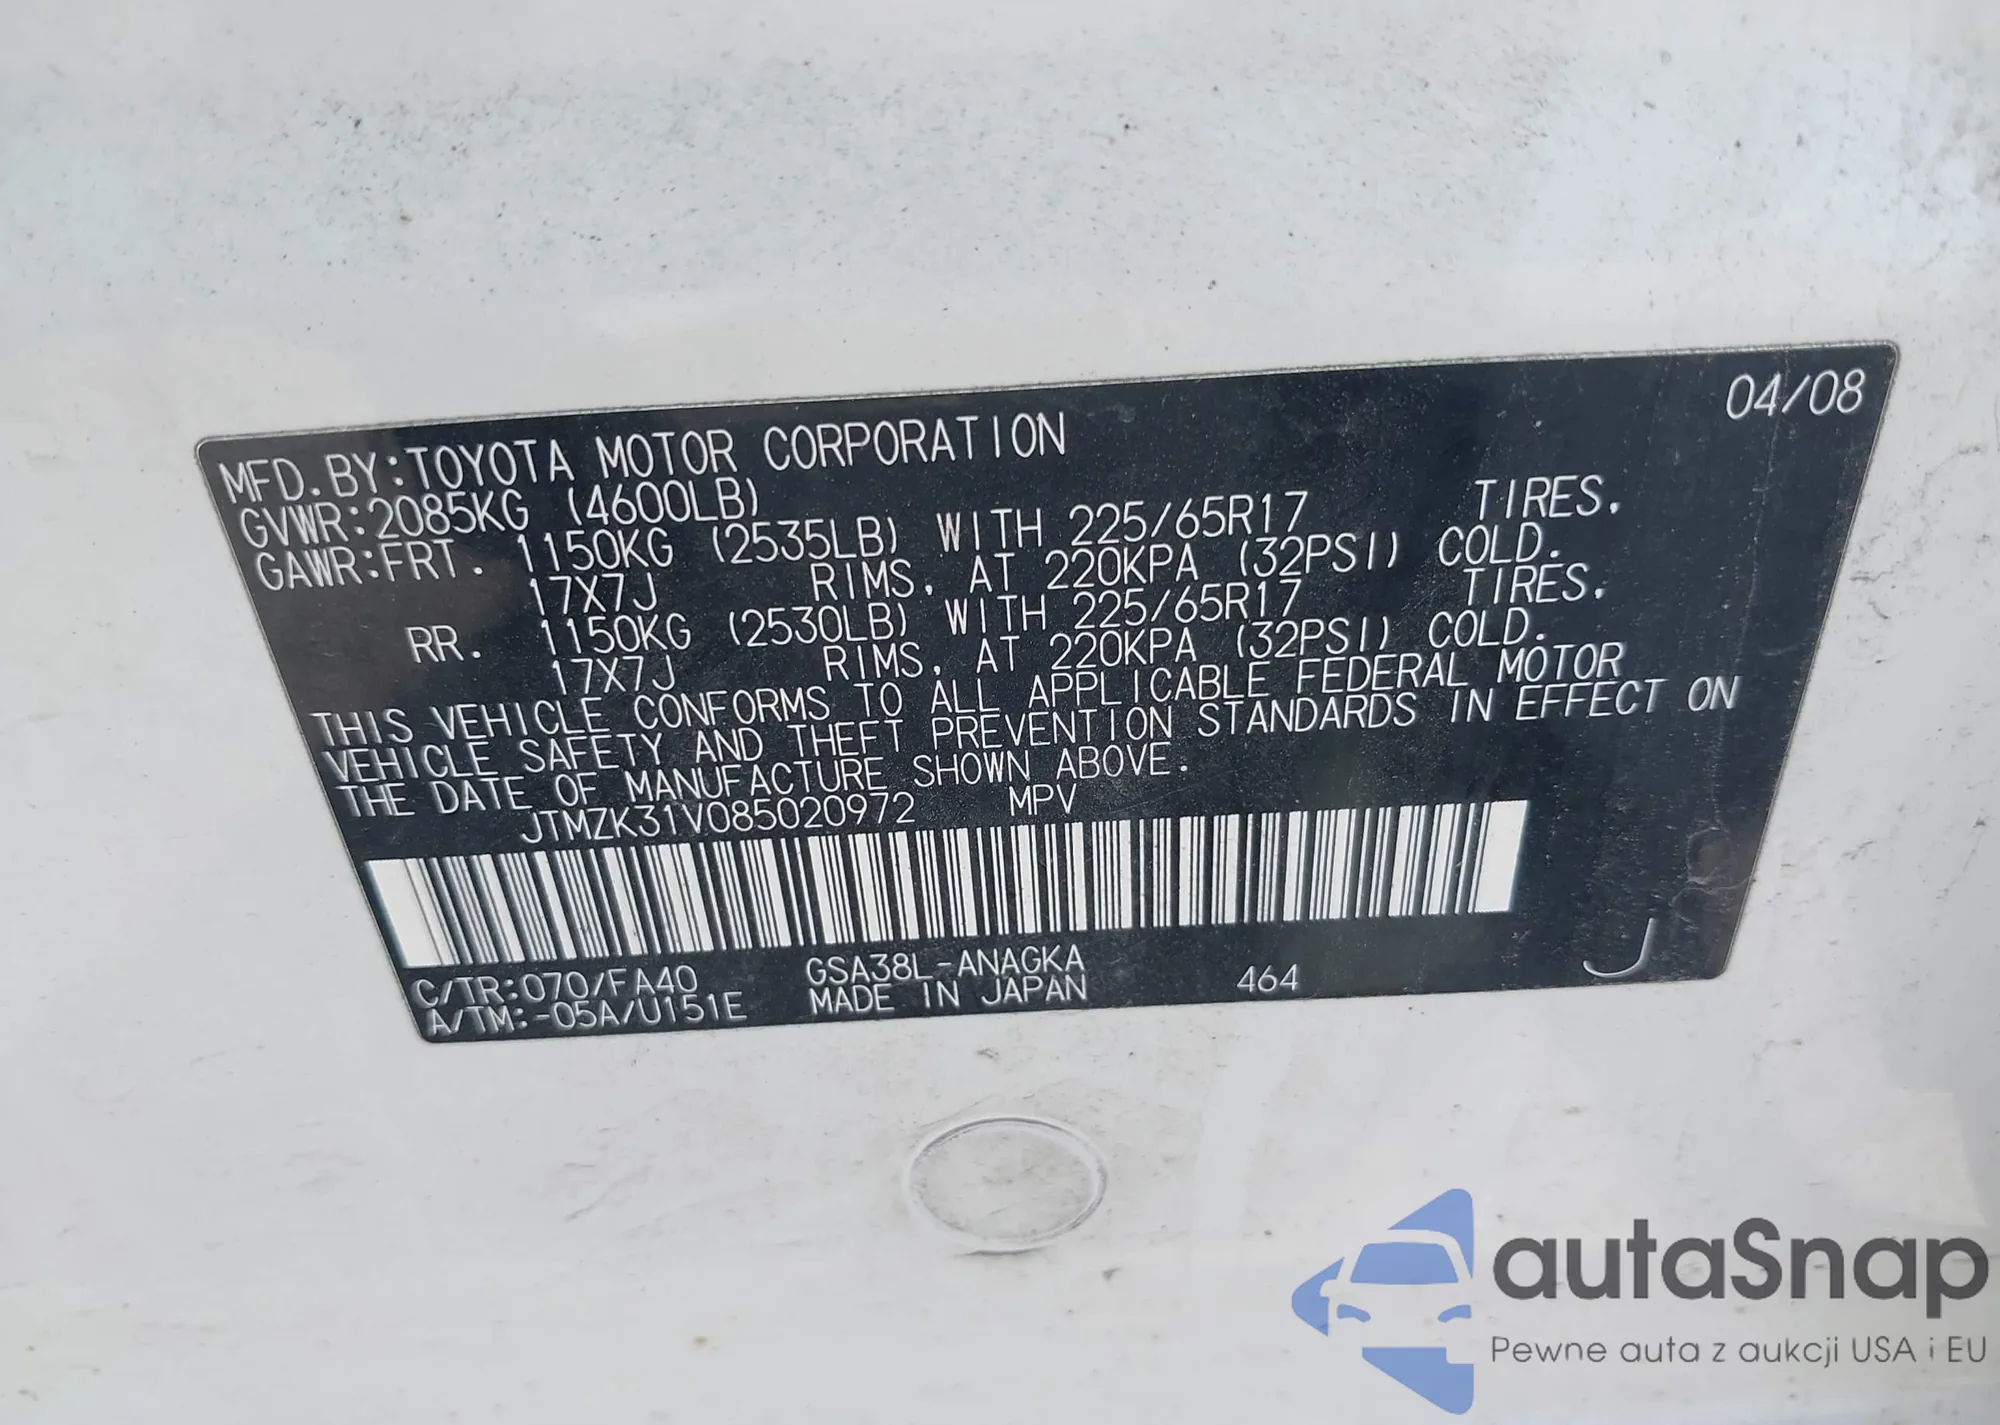 04/08
MFD.BY:TOYOTA MOTOR CORPORATION
GVWR:2085KG (4600LB)
GAWR:FRT. 1150KG (2535LB) WITH 225/65R17 TIRES.
17X7J RIMS, AT 220KPA (32PSI) COLD.
RR. 1150KG (2530LB) WITH 225/65R17 TIRES.
17X7J RIMS, AT 220KPA (32PSI) COLD.
THIS VEHICLE CONFORMS TO ALL APPLICABLE FEDERAL MOTOR
VEHICLE SAFETY AND THEFT PREVENTION STANDARDS IN EFFECT ON
THE DATE OF MANUFACTURE SHOWN ABOVE.
JTMZK31V085020972 MPV
C/TR:070/FA40 GSA38L-ANAGKA 464 J
A/TM:-05A/U151E MADE IN JAPAN
autaSnap
Pewne auta z aukcji USA i EU